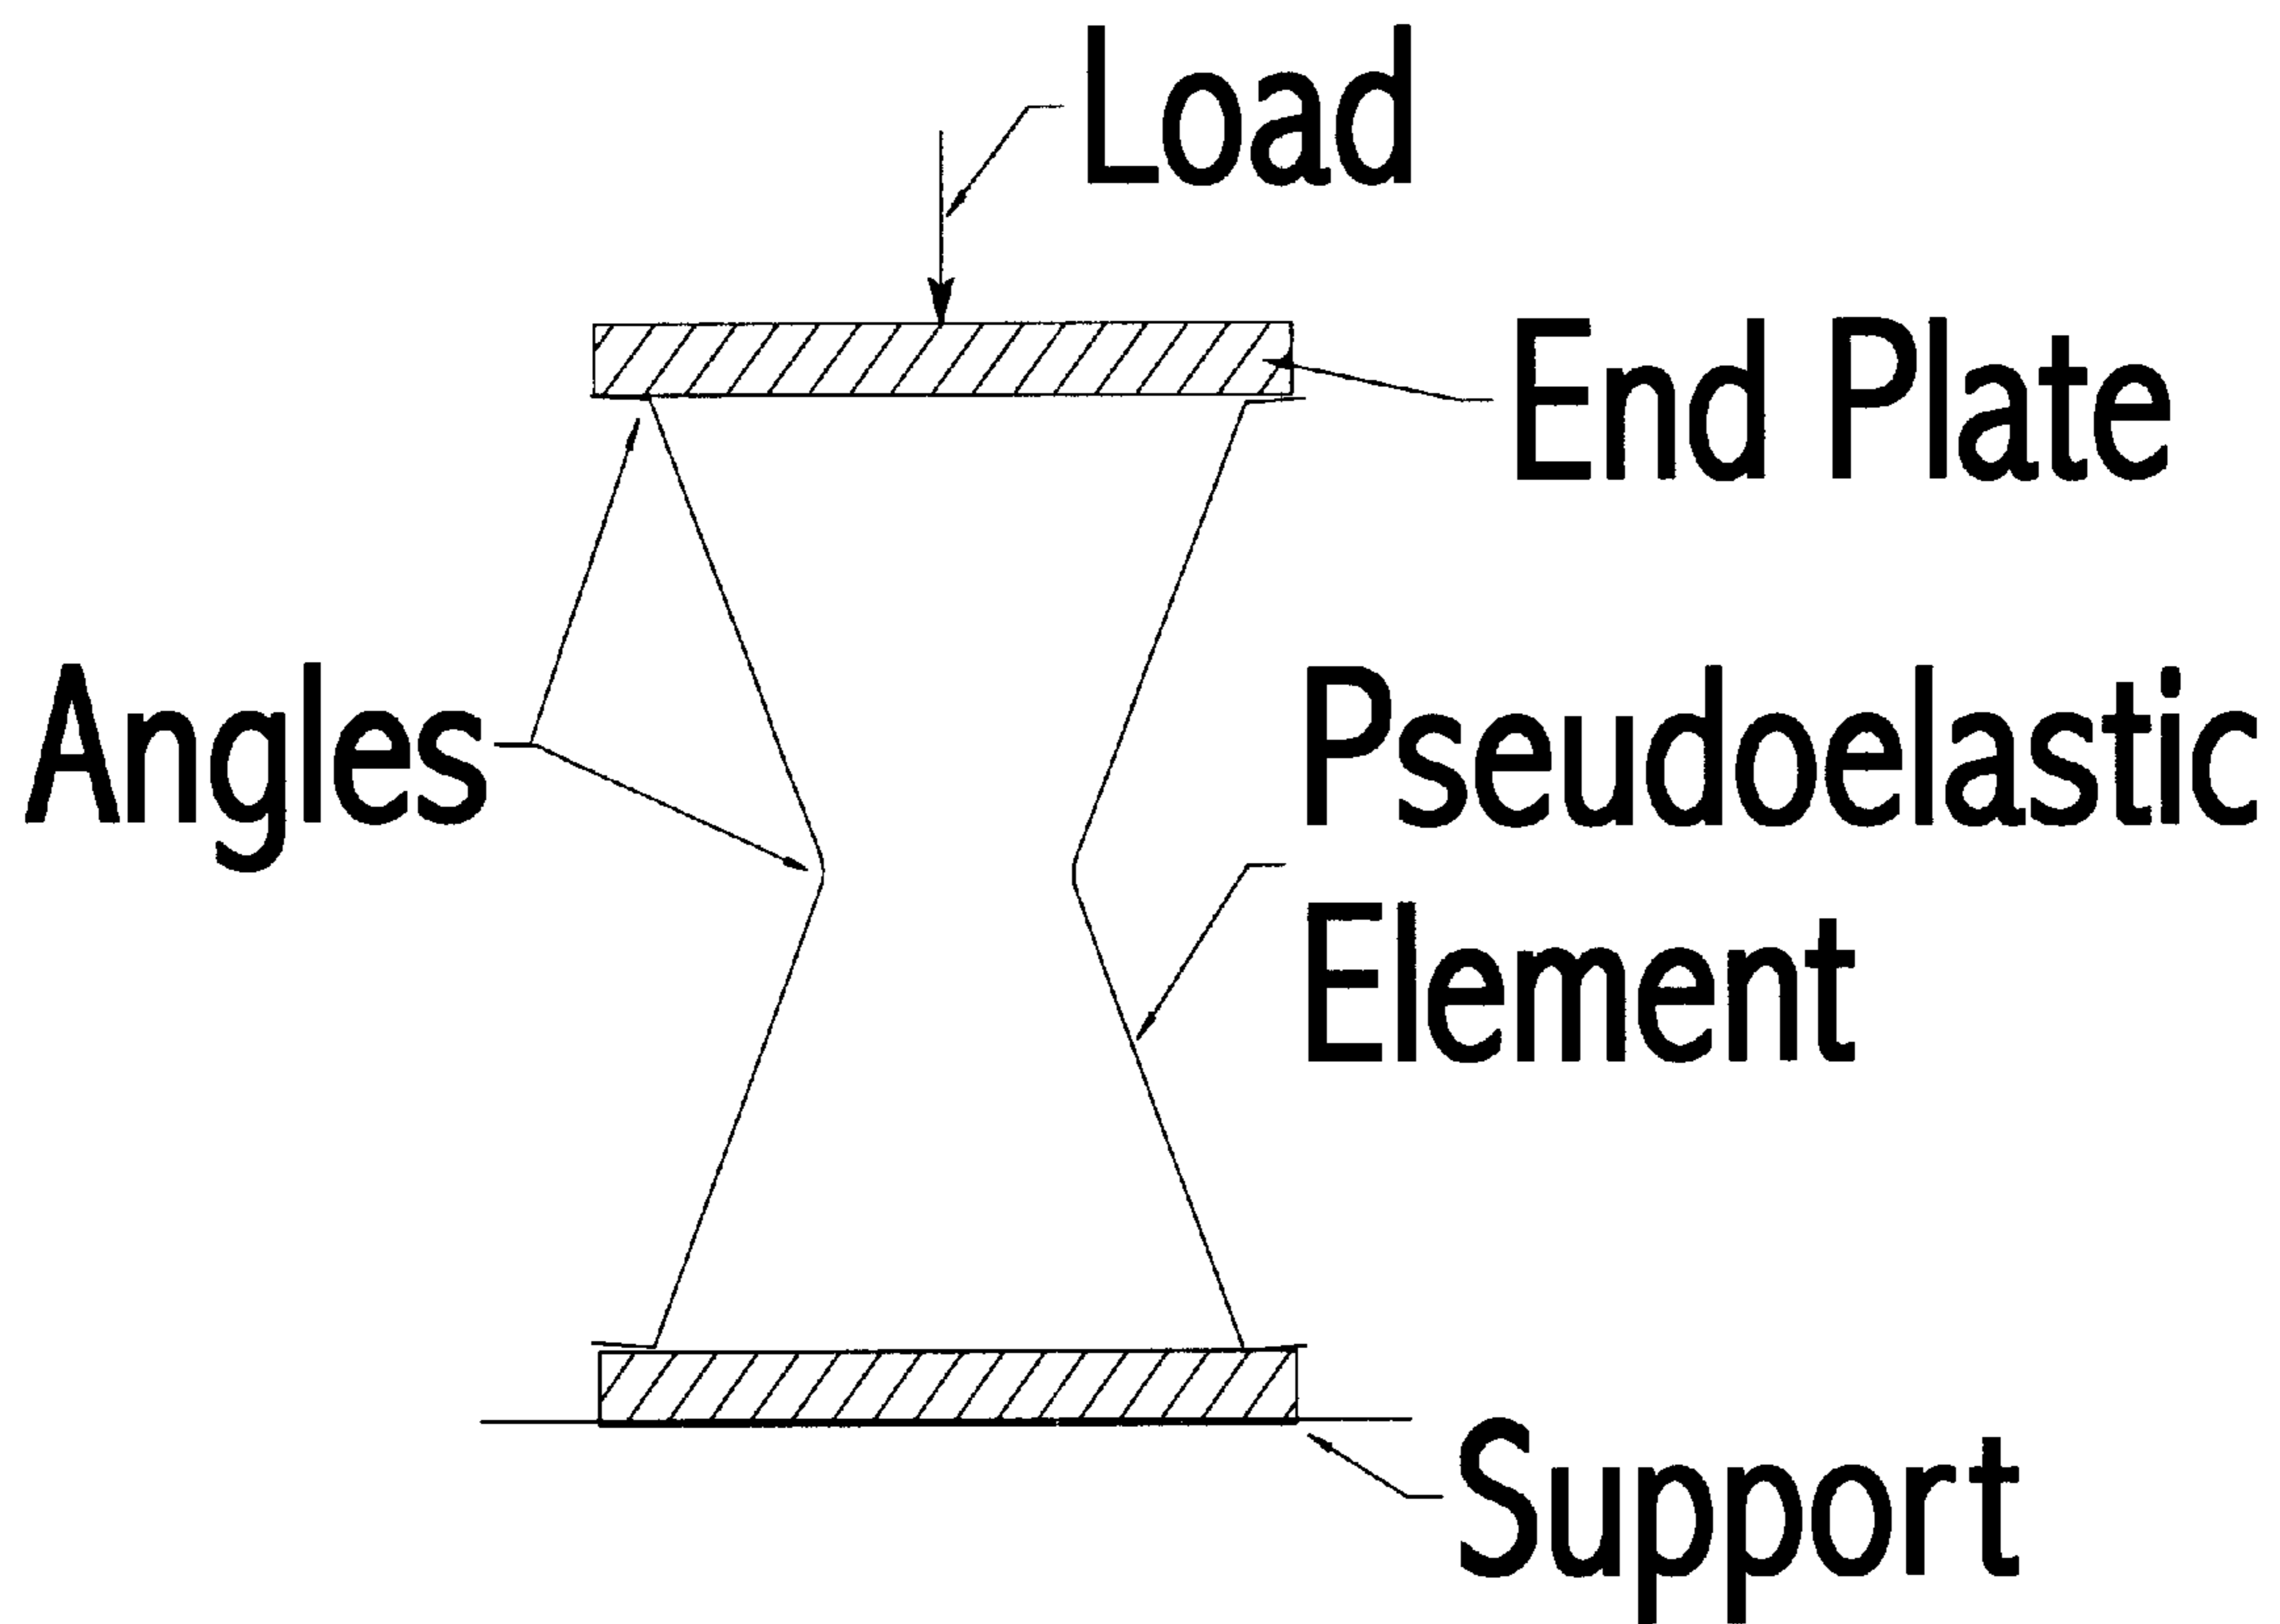 Load
End Plate
Angles
Pseudoelastic
Element
Support